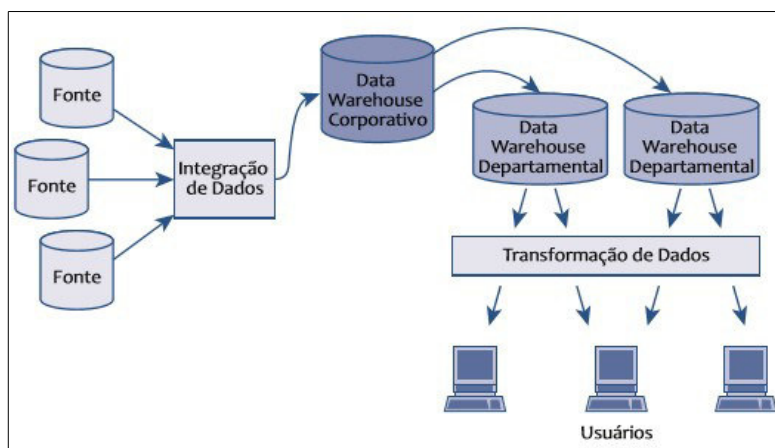 Fonte
Fonte
Fonte
Integração
de Dados
Data
Warehouse
Corporativo
Data
Warehouse
Departamental
Data
Warehouse
Departamental
Transformação de Dados
Usuários